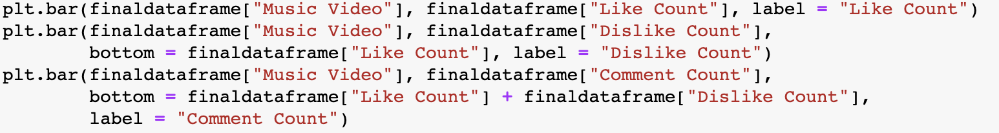 plt.bar(finaldataframe["Music Video"], finaldataframe["Like Count"], label = "Like Count")
plt.bar(finaldataframe["Music Video"], finaldataframe["Dislike Count"],
        bottom = finaldataframe["Like Count"], label = "Dislike Count")
plt.bar(finaldataframe["Music Video"], finaldataframe["Comment Count"],
        bottom = finaldataframe["Like Count"] + finaldataframe["Dislike Count"],
        label = "Comment Count")